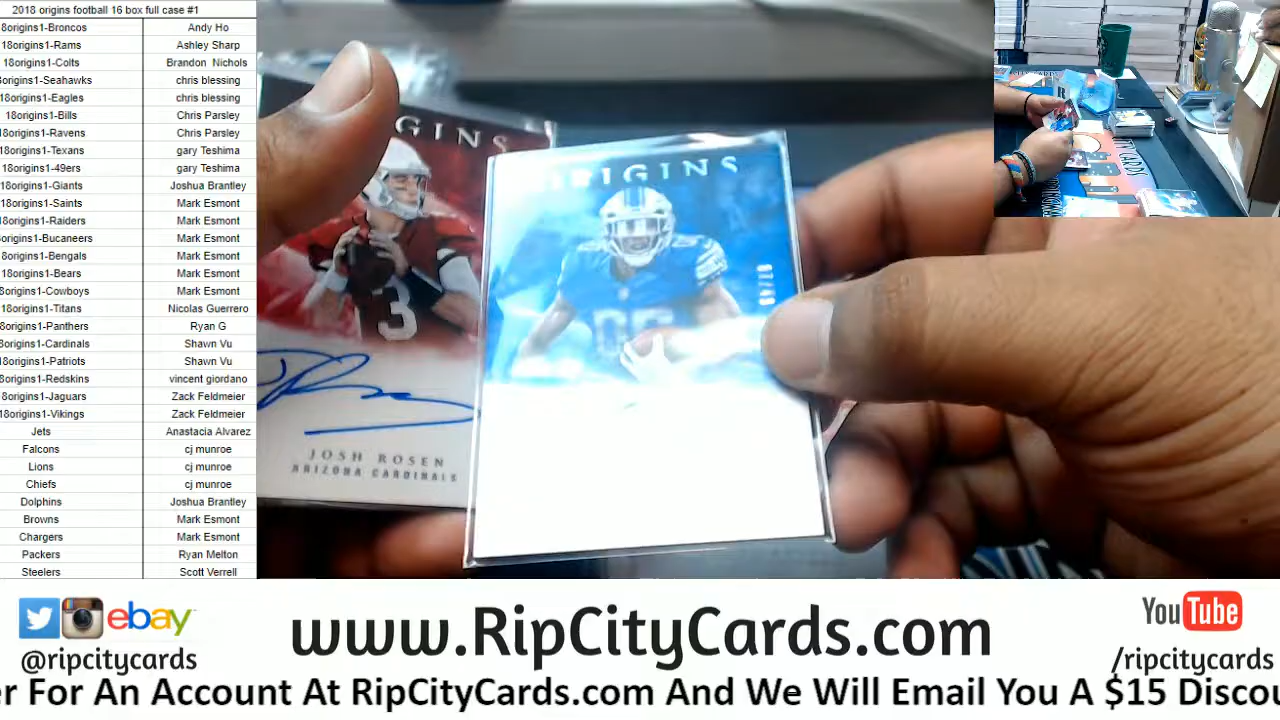 2018 origins football 16 box full case #1
8origins1-Broncos Andy Ho
18origins1-Rams Ashley Sharp
18origins1-Colts Brandon Nichols
8origins1-Seahawks chris blessing
18origins1-Eagles chris blessing
18origins1-Bills Chris Parsley
18origins1-Ravens Chris Parsley
18origins1-Texans gary Teshima
18origins1-49ers gary Teshima
18origins1-Giants Joshua Brantley
18origins1-Saints Mark Esmont
18origins1-Raiders Mark Esmont
origins1-Bucaneers Mark Esmont
8origins1-Bengals Mark Esmont
18origins1-Bears Mark Esmont
8origins1-Cowboys Mark Esmont
18origins1-Titans Nicolas Guerrero
8origins1-Panthers Ryan G
8origins1-Cardinals Shawn Vu
18origins1-Patriots Shawn Vu
8origins1-Redskins vincent giordano
18origins1-Jaguars Zack Feldmeier
18origins1-Vikings Zack Feldmeier
Jets Anastacia Alvarez
Falcons cj munroe
Lions cj munroe
Chiefs cj munroe
Dolphins Joshua Brantley
Browns Mark Esmont
Chargers Mark Esmont
Packers Ryan Melton
Steelers Scott Verrell
GINS
3
JOSH ROSEN
ARIZONA CARDINALS
RIGINS
ebay
@ripcitycards
www.RipCityCards.com
YouTube
/ripcitycards
er For An Account At RipCityCards.com And We Will Email You A $15 Discou